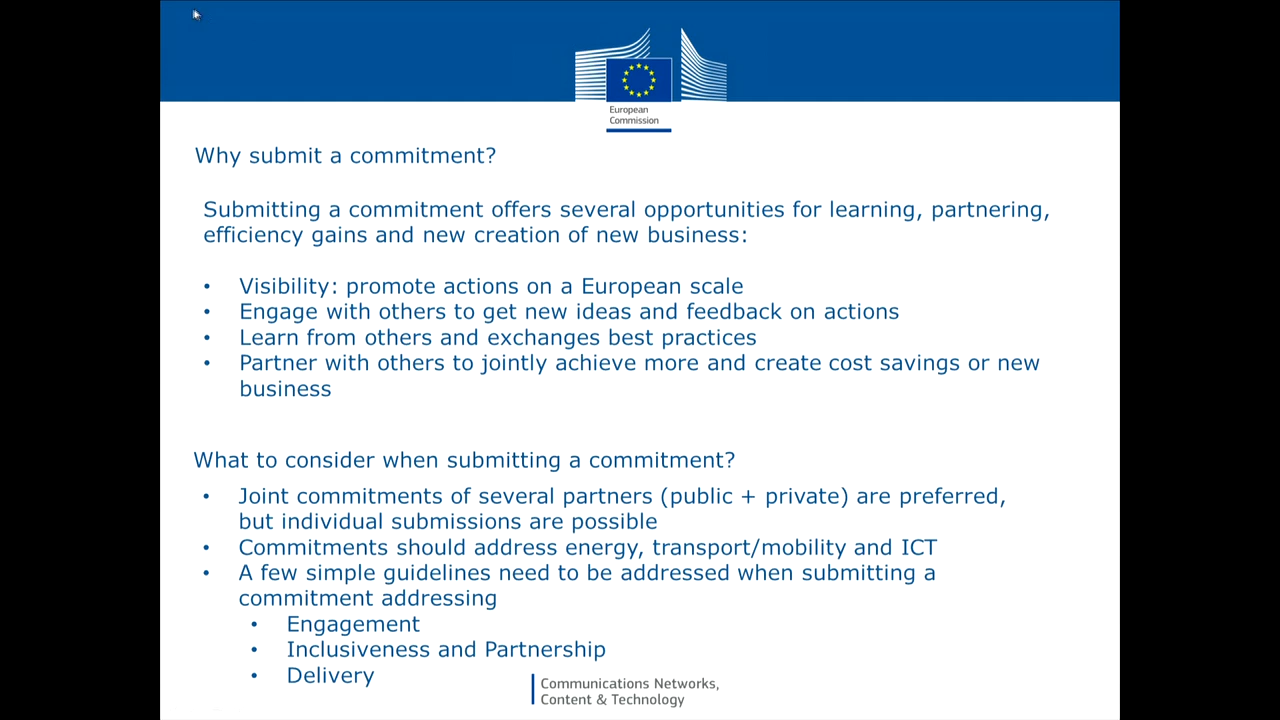 European
Commission
Why submit a commitment?
Submitting a commitment offers several opportunities for learning, partnering,
efficiency gains and new creation of new business:
• Visibility: promote actions on a European scale
• Engage with others to get new ideas and feedback on actions
• Learn from others and exchanges best practices
• Partner with others to jointly achieve more and create cost savings or new
business
What to consider when submitting a commitment?
• Joint commitments of several partners (public + private) are preferred,
but individual submissions are possible
• Commitments should address energy, transport/mobility and ICT
• A few simple guidelines need to be addressed when submitting a
commitment addressing
• Engagement
• Inclusiveness and Partnership
• Delivery
Communications Networks,
Content & Technology